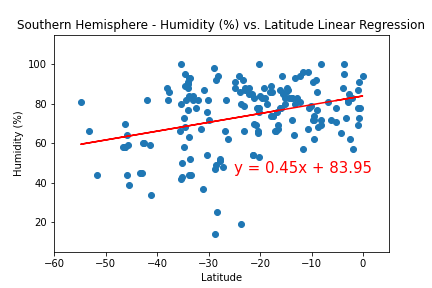 Southern Hemisphere - Humidity (%) vs. Latitude Linear Regression
100
80
60
40
20
Humidity (%)
y = 0.45x + 83.95
−60 −50 −40 −30 −20 −10 0
Latitude